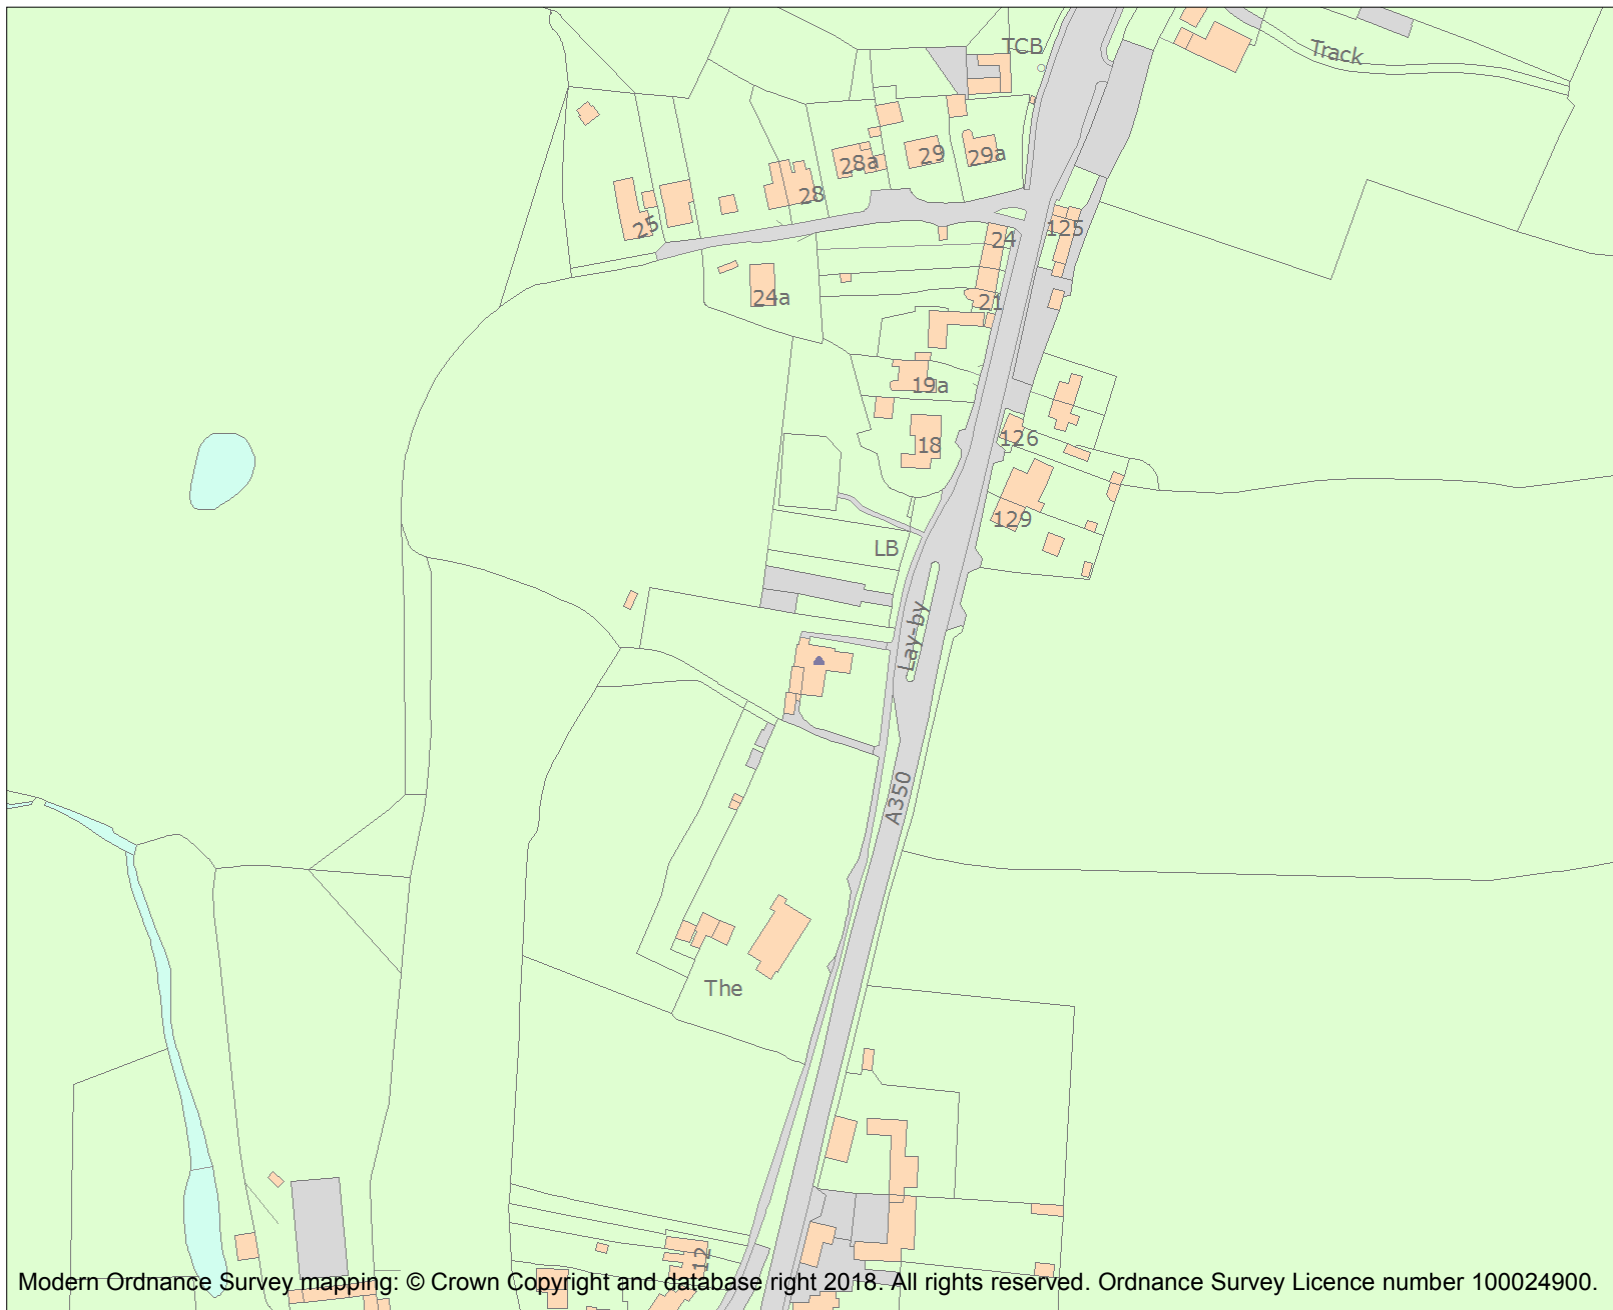 TCB
Track
28a
29
29a
28
25
24
125
24a
21
19a
18
126
129
LB
Lay-by
A350
The
12
Modern Ordnance Survey mapping: © Crown Copyright and database right 2018. All rights reserved. Ordnance Survey Licence number 100024900.